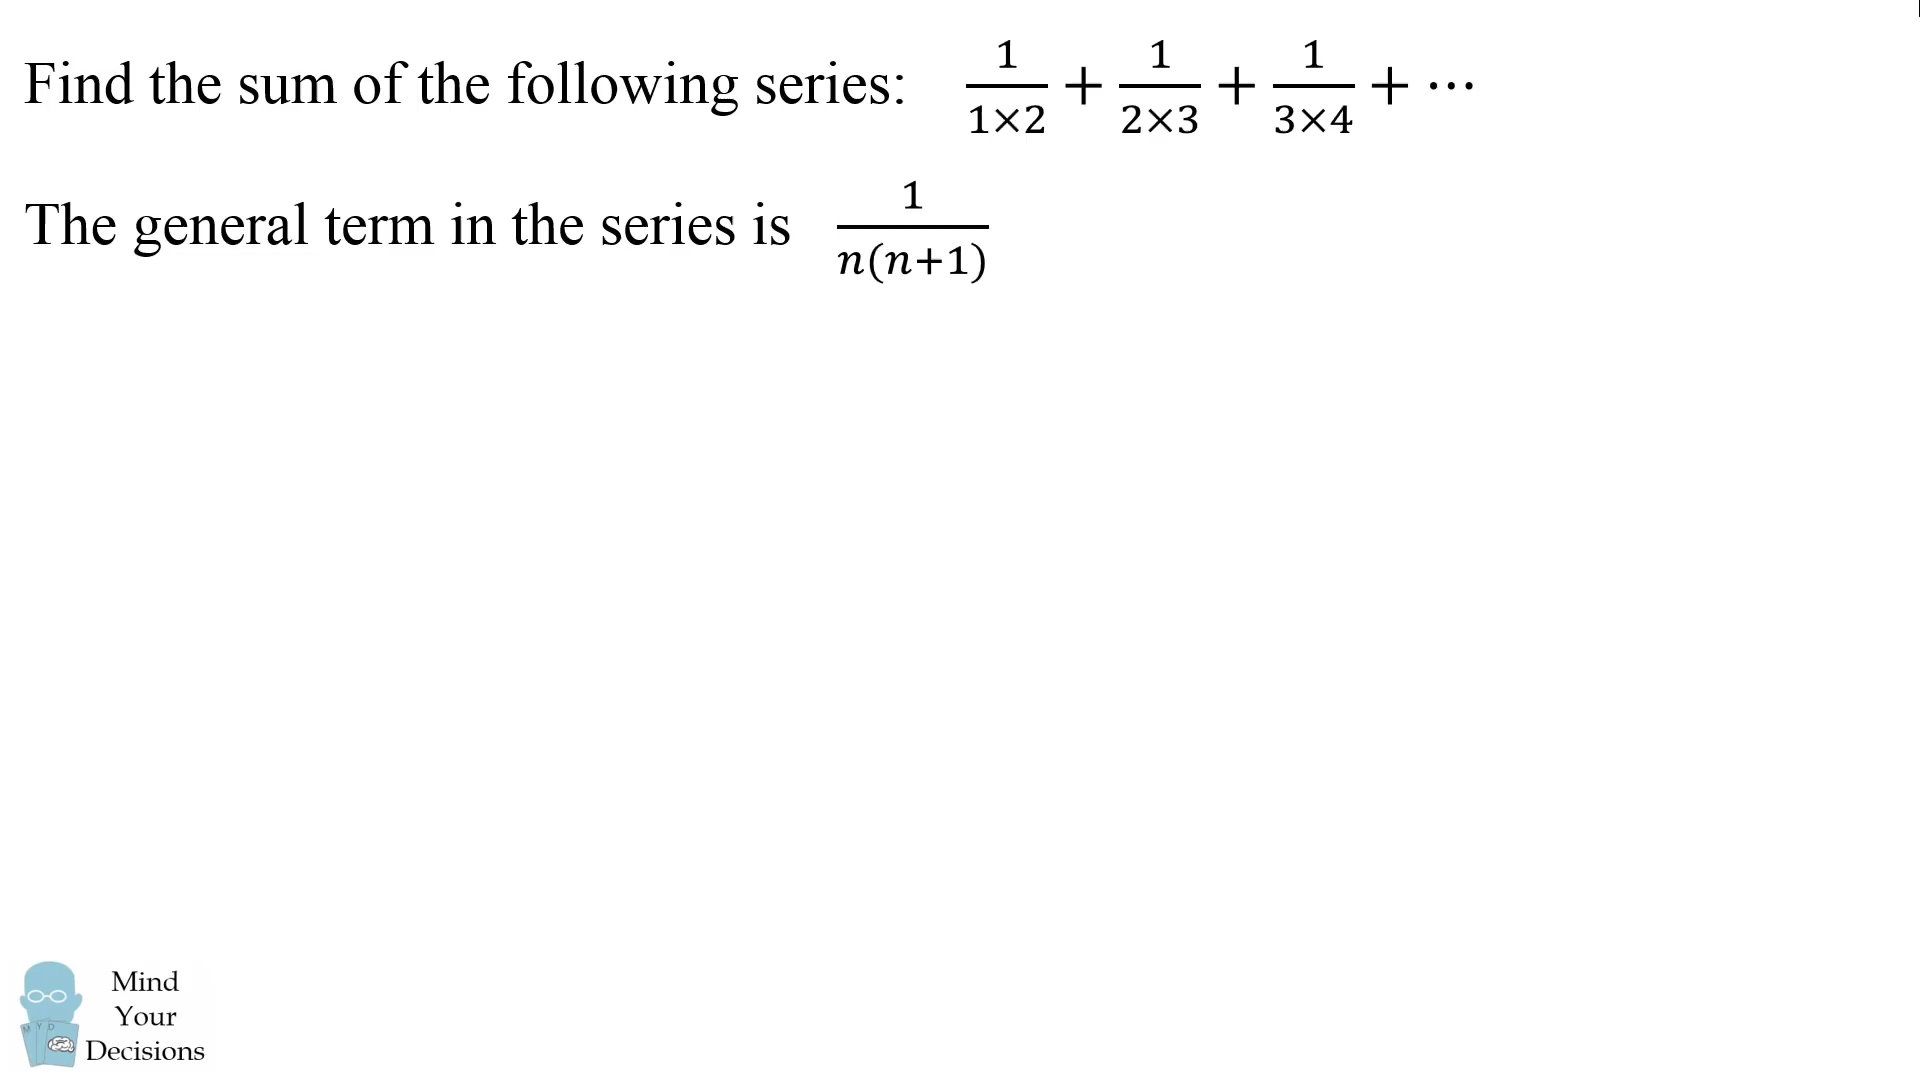 Find the sum of the following series: 1/(1×2) + 1/(2×3) + 1/(3×4) + ⋯
The general term in the series is 1/(n(n+1))
M Y D
Mind
Your
Decisions